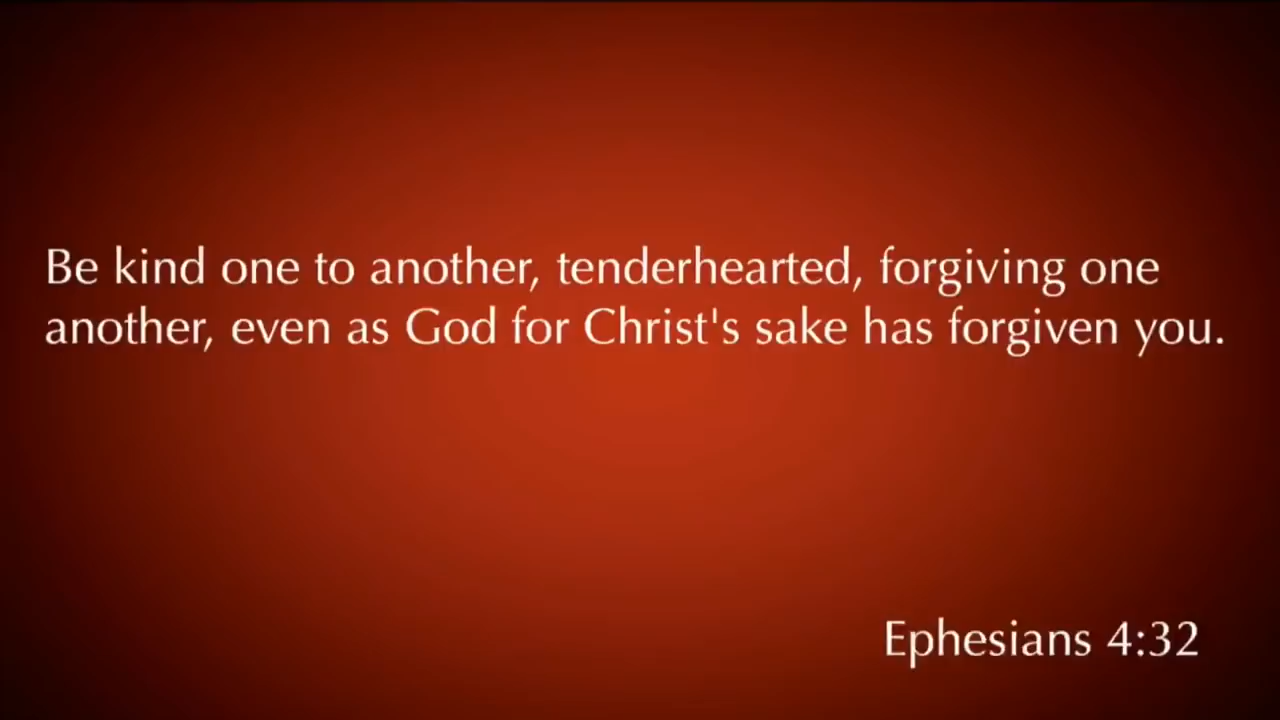 Be kind one to another, tenderhearted, forgiving one
another, even as God for Christ's sake has forgiven you.
Ephesians 4:32